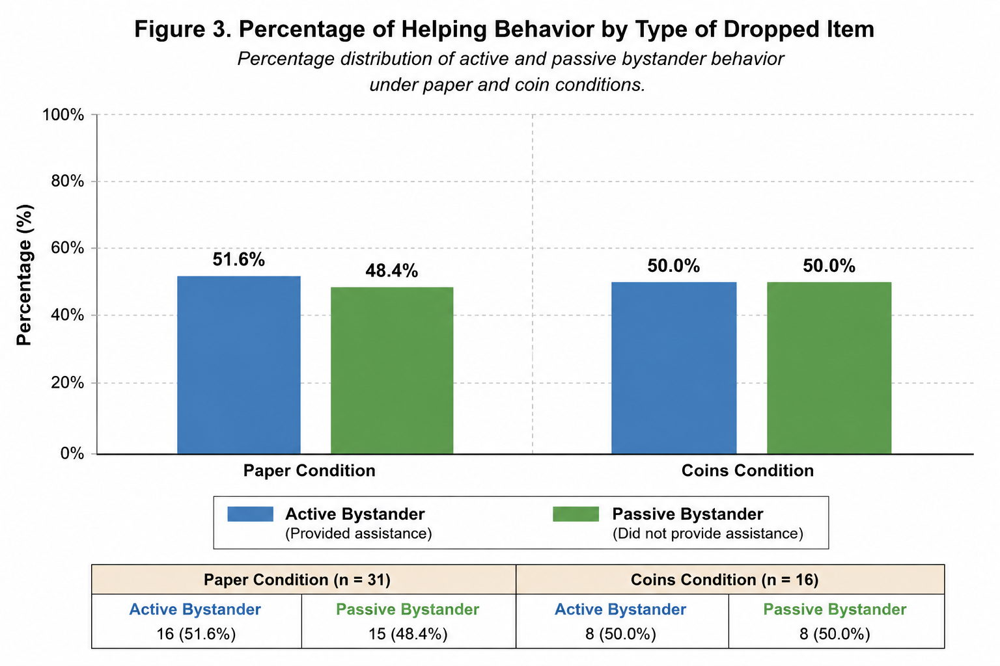 Figure 3. Percentage of Helping Behavior by Type of Dropped Item
Percentage distribution of active and passive bystander behavior
under paper and coin conditions.
Percentage (%)
100%
80%
60%
40%
20%
0%
51.6%
48.4%
50.0%
50.0%
Paper Condition
Coins Condition
Active Bystander
(Provided assistance)
Passive Bystander
(Did not provide assistance)
Paper Condition (n = 31)
Coins Condition (n = 16)
Active Bystander
Passive Bystander
Active Bystander
Passive Bystander
16 (51.6%)
15 (48.4%)
8 (50.0%)
8 (50.0%)